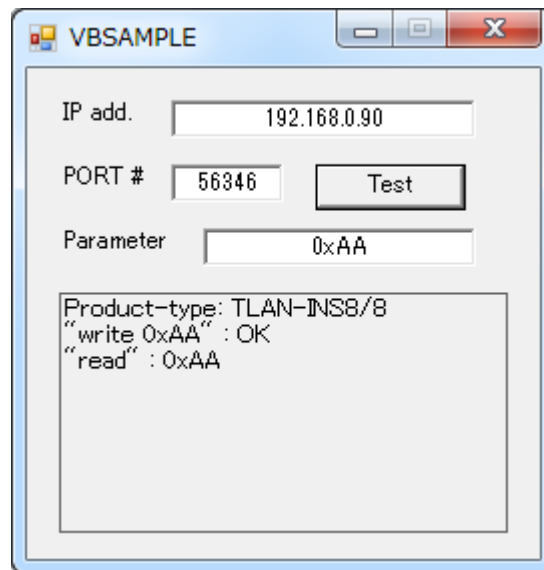 VBSAMPLE
IP add. 192.168.0.90
PORT # 56346 Test
Parameter 0xAA
Product-type: TLAN-INS8/8
"write 0xAA" : OK
"read" : 0xAA